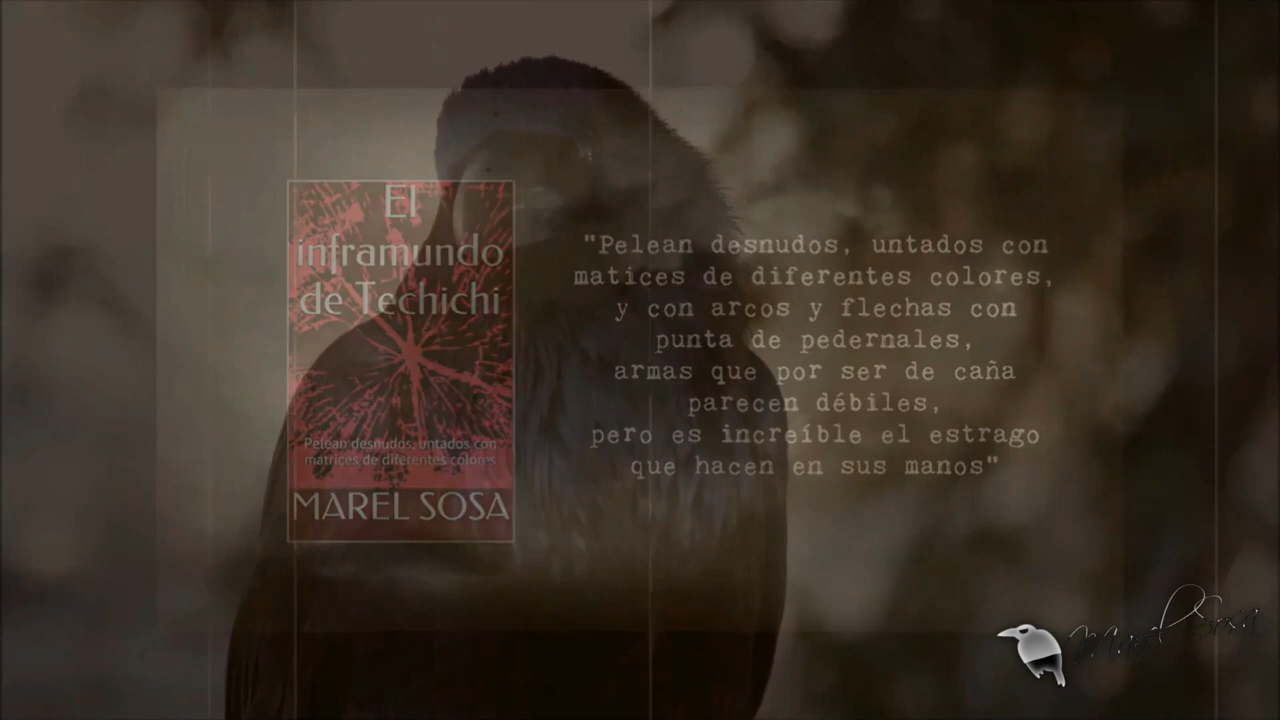 El
inframundo
de Techichi
Pelean desnudos, untados con
matrices de diferentes colores
MAREL SOSA
"Pelean desnudos, untados con
matices de diferentes colores,
y con arcos y flechas con
punta de pedernales,
armas que por ser de caña
parecen débiles,
pero es increíble el estrago
que hacen en sus manos"
Marel Sosa